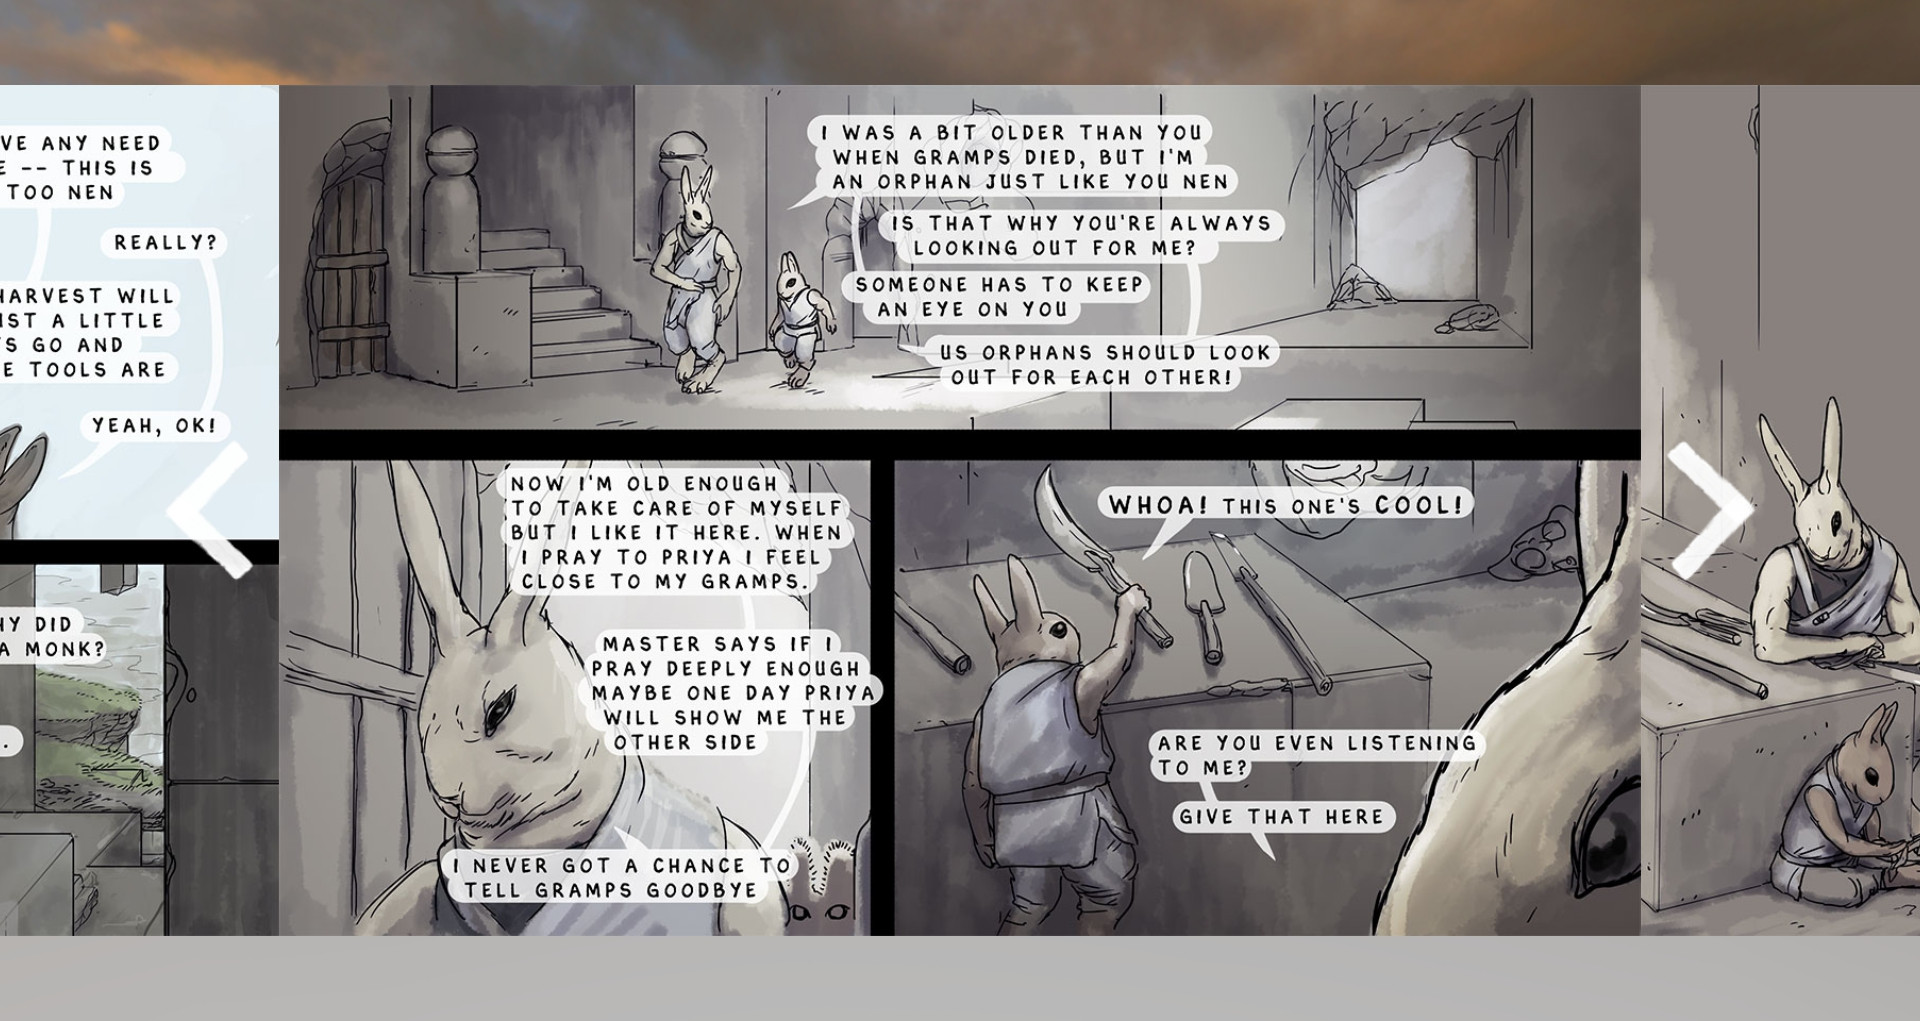 VE ANY NEED
E -- THIS IS
TOO NEN
REALLY?
HARVEST WILL
A LITTLE
GO AND
TOOLS ARE
YEAH, OK!
DID
A MONK?
I WAS A BIT OLDER THAN YOU
WHEN GRAMPS DIED, BUT I'M
AN ORPHAN JUST LIKE YOU NEN
IS THAT WHY YOU'RE ALWAYS
LOOKING OUT FOR ME?
SOMEONE HAS TO KEEP
AN EYE ON YOU
US ORPHANS SHOULD LOOK
OUT FOR EACH OTHER!
NOW I'M OLD ENOUGH
TO TAKE CARE OF MYSELF
BUT I LIKE IT HERE. WHEN
I PRAY TO PRIYA I FEEL
CLOSE TO MY GRAMPS.
MASTER SAYS IF I
PRAY DEEPLY ENOUGH
MAYBE ONE DAY PRIYA
WILL SHOW ME THE
OTHER SIDE
I NEVER GOT A CHANCE TO
TELL GRAMPS GOODBYE
WHOA! THIS ONE'S COOL!
ARE YOU EVEN LISTENING
TO ME?
GIVE THAT HERE